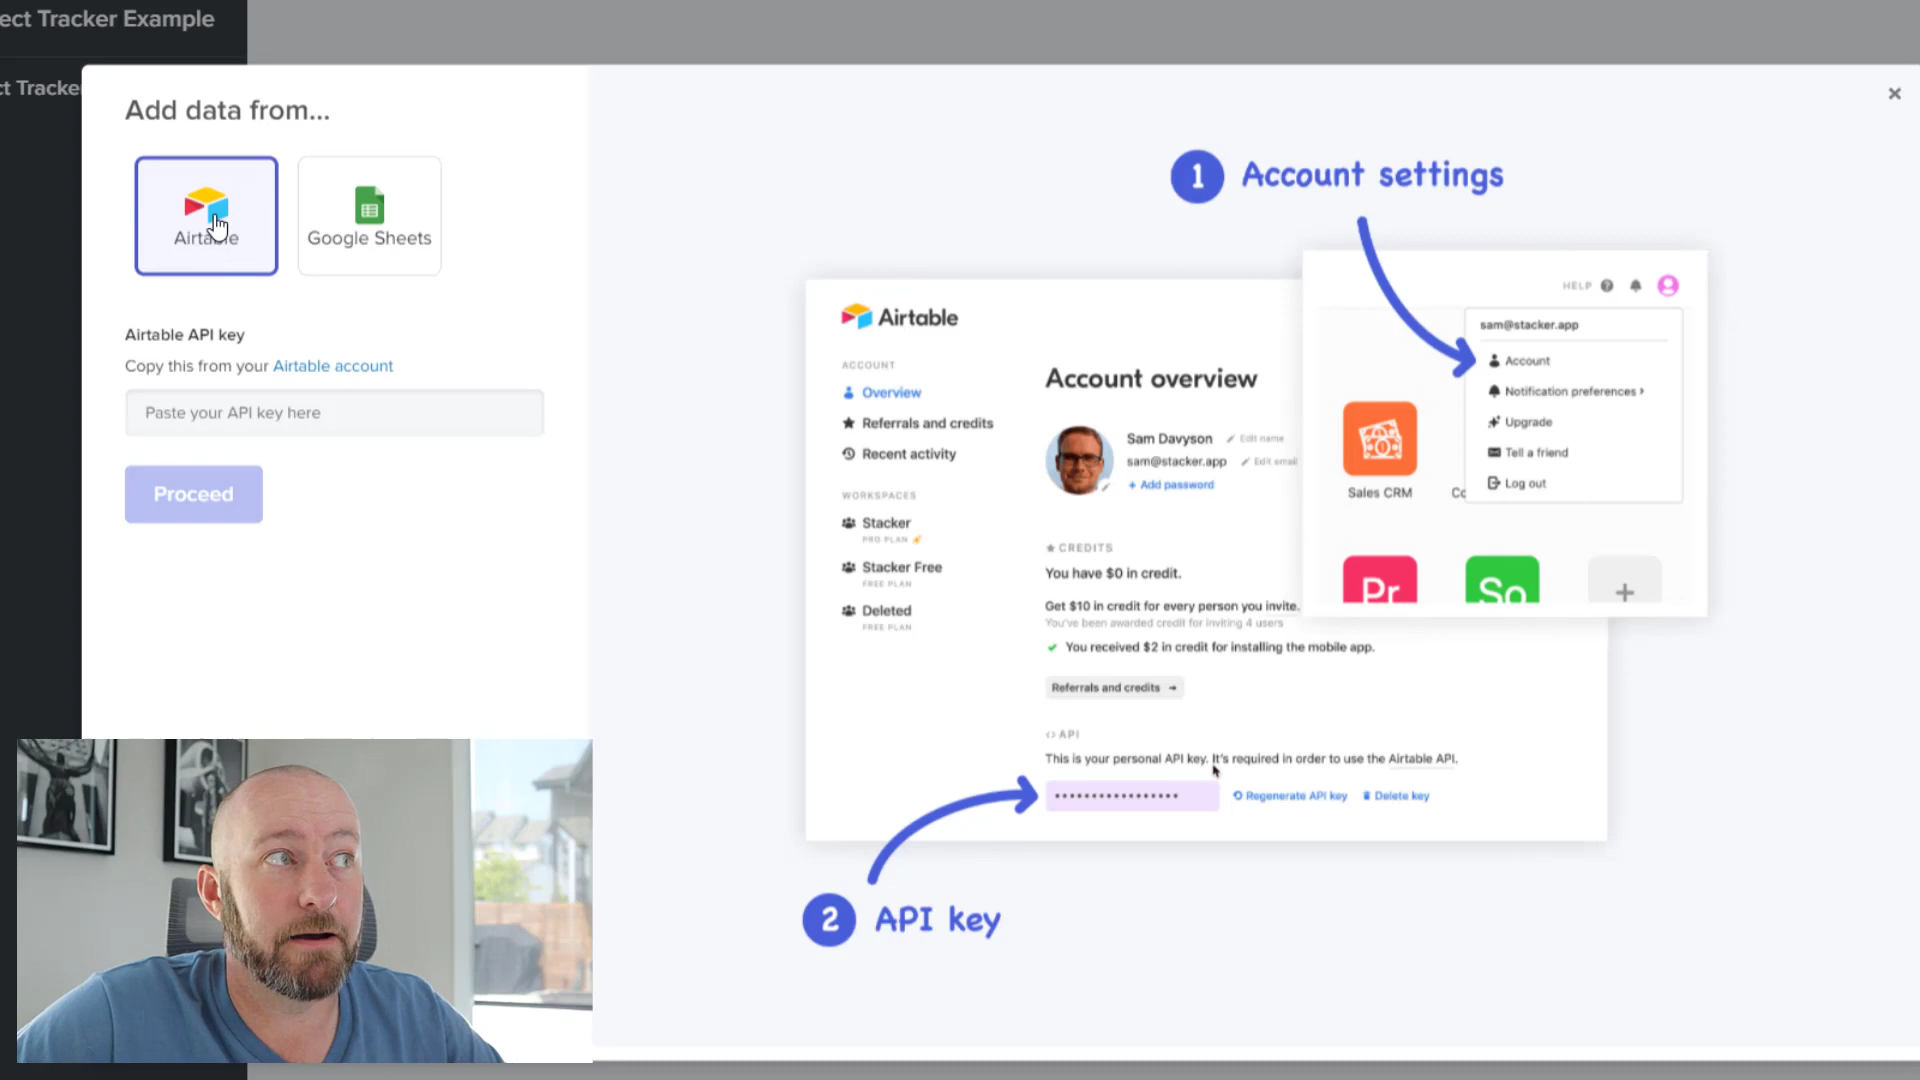 ect Tracker Example
ct Tracke
Add data from...
Airtable
Google Sheets
Airtable API key
Copy this from your Airtable account
Paste your API key here
Proceed
1 Account settings
HELP
sam@stacker.app
Account
Notification preferences
Upgrade
Tell a friend
Log out
Sales CRM
Co
Pr
So
Airtable
ACCOUNT
Overview
Referrals and credits
Recent activity
WORKSPACES
Stacker
PRO PLAN
Stacker Free
FREE PLAN
Deleted
FREE PLAN
Account overview
Sam Davyson Edit name
sam@stacker.app Edit email
+ Add password
CREDITS
You have $0 in credit.
Get $10 in credit for every person you invite.
You've been awarded credit for inviting 4 users
You received $2 in credit for installing the mobile app.
Referrals and credits →
<> API
This is your personal API key. It's required in order to use the Airtable API.
Regenerate API key Delete key
2 API key